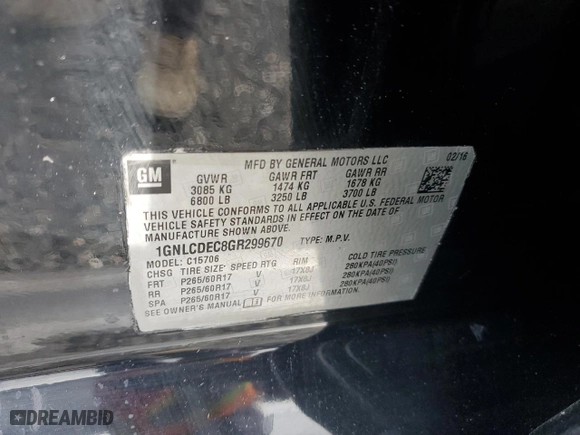 GM
MFD BY GENERAL MOTORS LLC 02/16
GVWR GAWR FRT GAWR RR
3085 KG 1474 KG 1678 KG
6800 LB 3250 LB 3700 LB
THIS VEHICLE CONFORMS TO ALL APPLICABLE U.S. FEDERAL MOTOR
VEHICLE SAFETY STANDARDS IN EFFECT ON THE DATE OF
MANUFACTURE SHOWN ABOVE.
1GNLCDEC8GR299670 TYPE: M.P.V.
MODEL: C15706
CHSG TIRE SIZE SPEED RTG RIM COLD TIRE PRESSURE
FRT P265/60R17 V 17X8J 280KPA(40PSI)
RR P265/60R17 V 17X8J 280KPA(40PSI)
SPA P265/60R17 V 17X8J 280KPA(40PSI)
SEE OWNER'S MANUAL FOR MORE INFORMATION.
DREAMBID